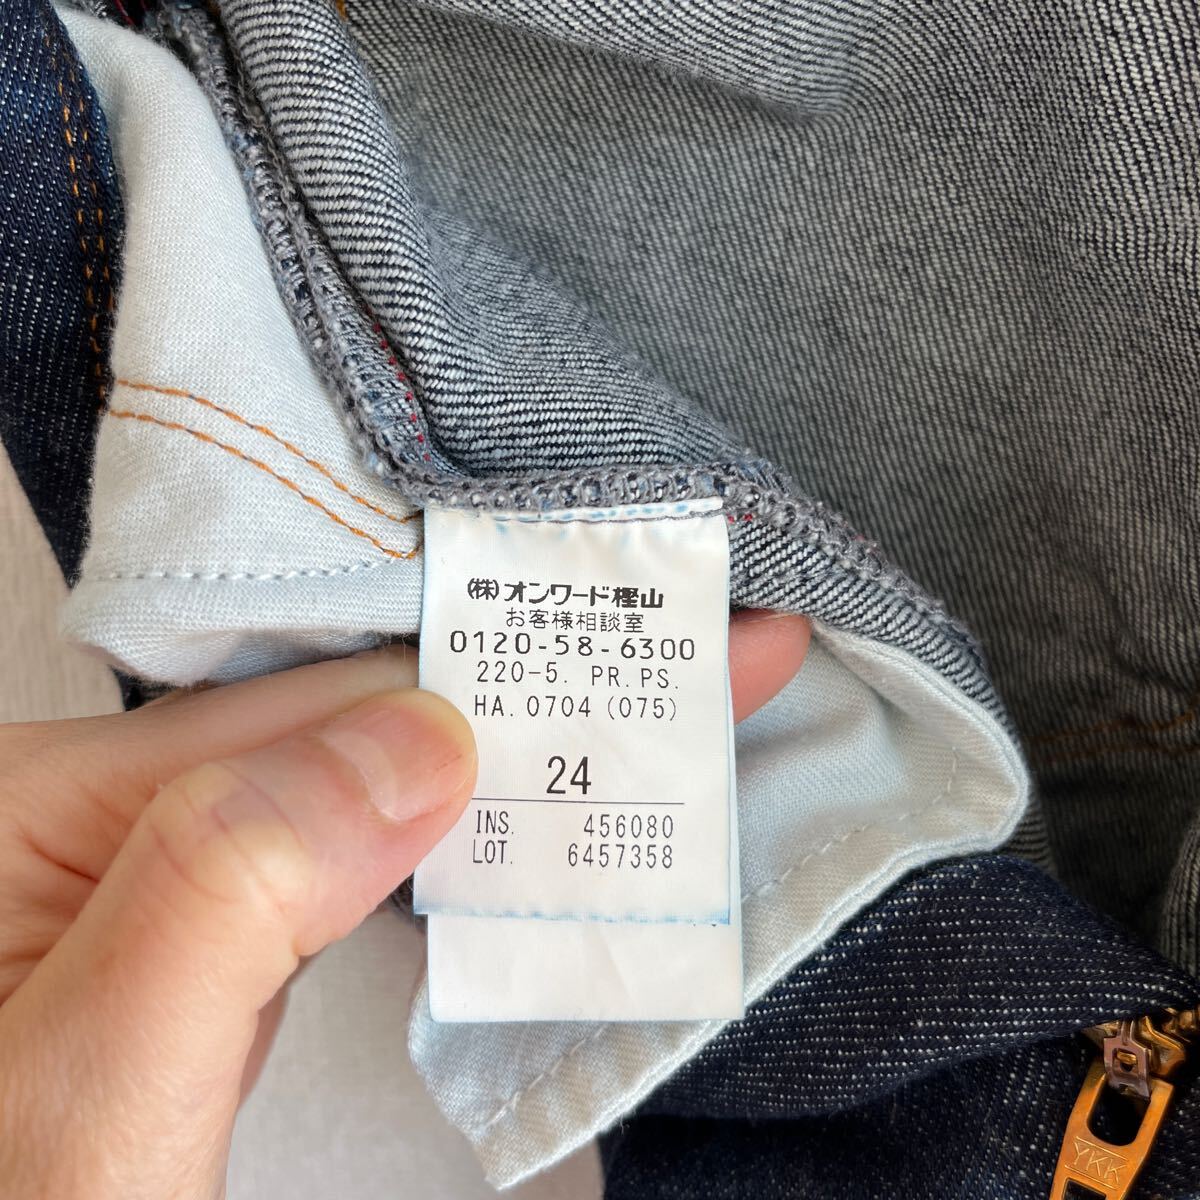 (株)オンワード樫山
お客様相談室
0120-58-6300
220-5. PR.PS.
HA.0704(075)
24
INS. 456080
LOT. 6457358
YKK